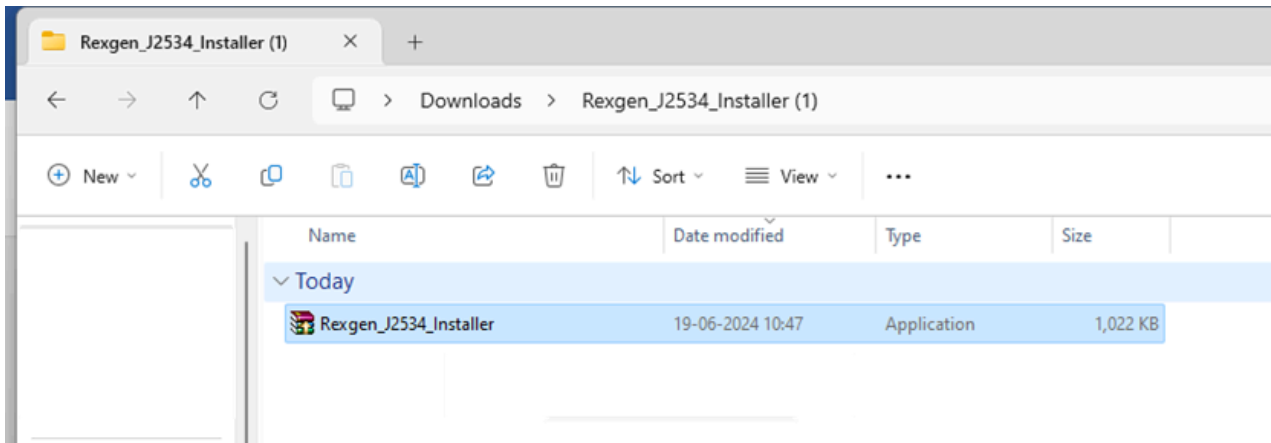 Rexgen_J2534_Installer (1)
Downloads > Rexgen_J2534_Installer (1)
New Sort View ...
Name Date modified Type Size
Today
Rexgen_J2534_Installer 19-06-2024 10:47 Application 1,022 KB